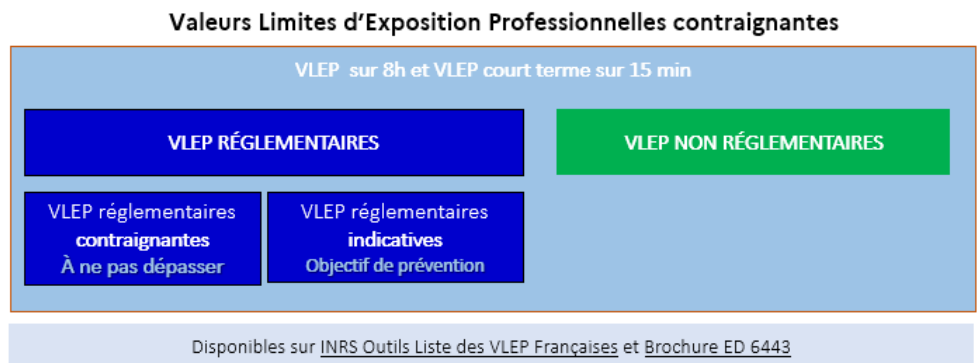 Valeurs Limites d'Exposition Professionnelles contraignantes
VLEP sur 8h et VLEP court terme sur 15 min
VLEP RÉGLEMENTAIRES
VLEP NON RÉGLEMENTAIRES
VLEP réglementaires
contraignantes
À ne pas dépasser
VLEP réglementaires
indicatives
Objectif de prévention
Disponibles sur INRS Outils Liste des VLEP Françaises et Brochure ED 6443